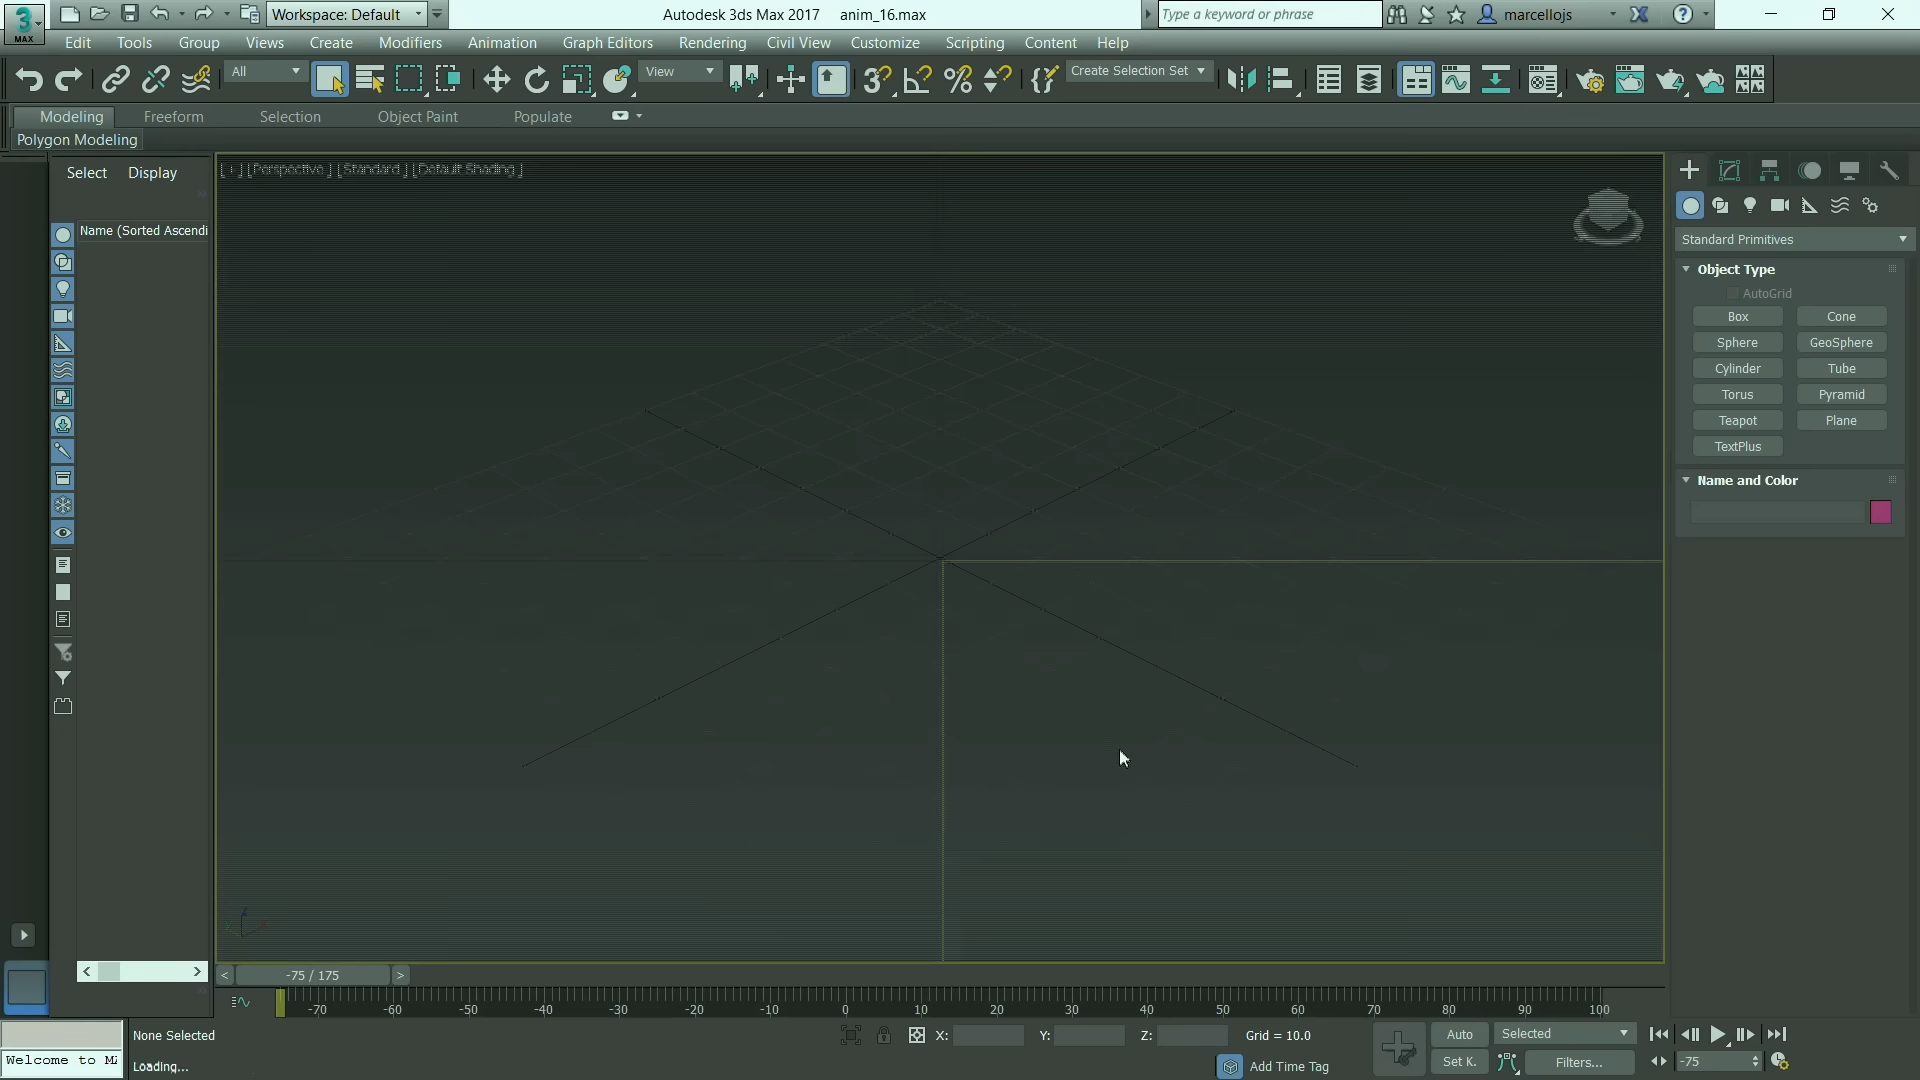 3
MAX
Workspace: Default
Autodesk 3ds Max 2017 anim_16.max
Type a keyword or phrase
marcellojs
Edit Tools Group Views Create Modifiers Animation Graph Editors Rendering Civil View Customize Scripting Content Help
All
View
Create Selection Set
Modeling Freeform Selection Object Paint Populate
Polygon Modeling
Select Display
Name (Sorted Ascendi
[+] [Perspective ] [Standard ] [Default Shading ]
Standard Primitives
Object Type
AutoGrid
Box Cone
Sphere GeoSphere
Cylinder Tube
Torus Pyramid
Teapot Plane
TextPlus
Name and Color
< -75 / 175 >
-70 -60 -50 -40 -30 -20 -10 0 10 20 30 40 50 60 70 80 90 100
None Selected
X: Y: Z: Grid = 10.0
Auto Selected
Welcome to M
Loading...
Add Time Tag
Set K. Filters... -75